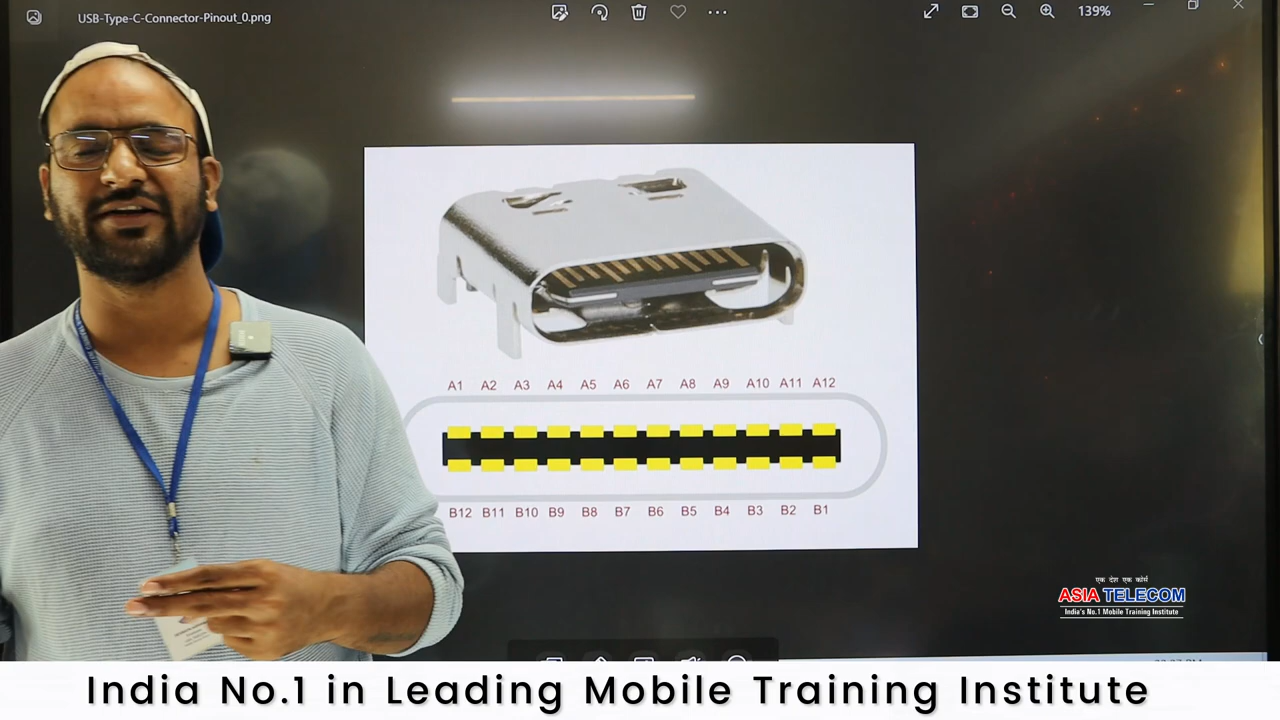 USB-Type-C-Connector-Pinout_0.png
139%
A1 A2 A3 A4 A5 A6 A7 A8 A9 A10 A11 A12
B12 B11 B10 B9 B8 B7 B6 B5 B4 B3 B2 B1
एक देश एक कोर्स
ASIA TELECOM
India's No.1 Mobile Training Institute
India No.1 in Leading Mobile Training Institute